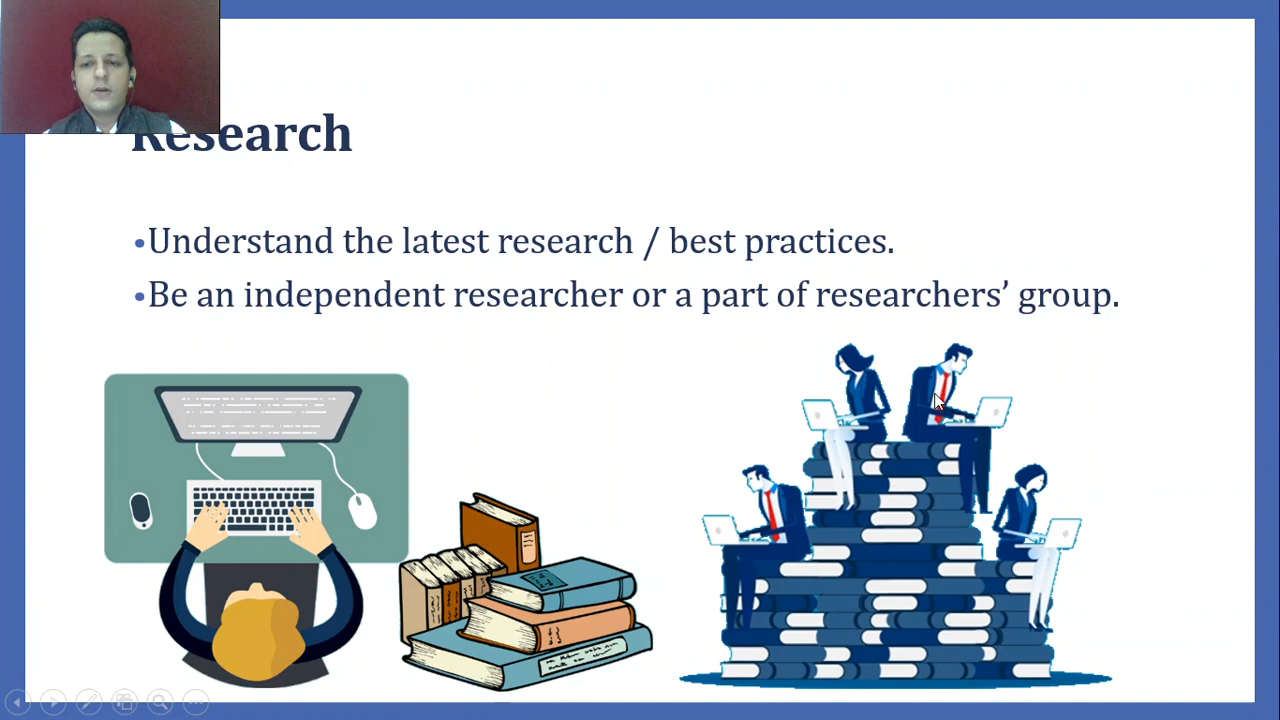 Research
•Understand the latest research / best practices.
•Be an independent researcher or a part of researchers’ group.